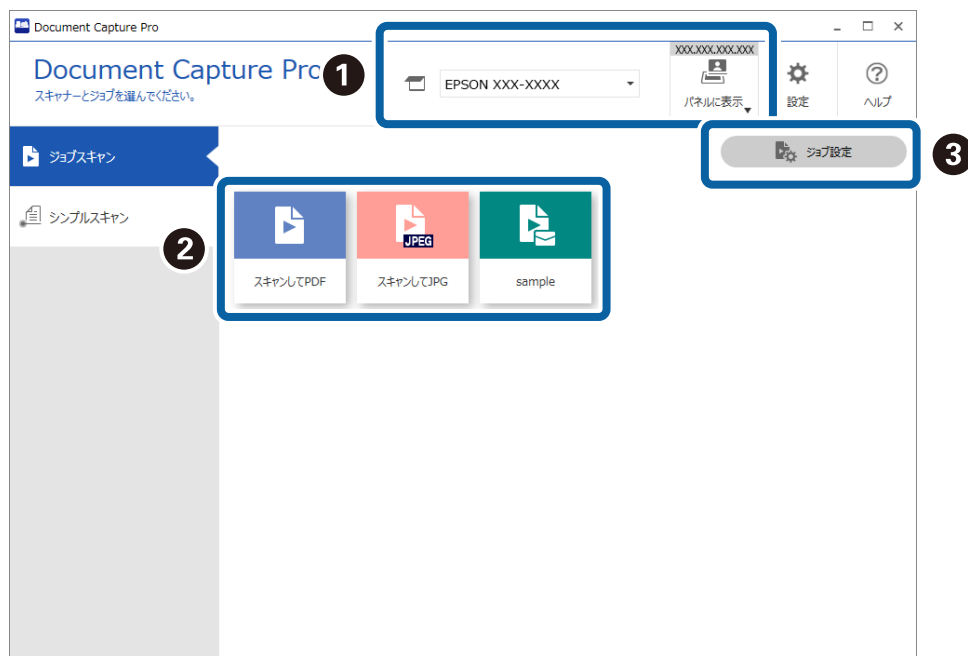 Document Capture Pro
Document Capture Pro
スキャナーとジョブを選んでください。
1
EPSON XXX-XXXX
XXX.XXX.XXX.XXX
パネルに表示
設定
ヘルプ
ジョブスキャン
ジョブ設定
3
シンプルスキャン
2
JPEG
スキャンしてPDF
スキャンしてJPG
sample